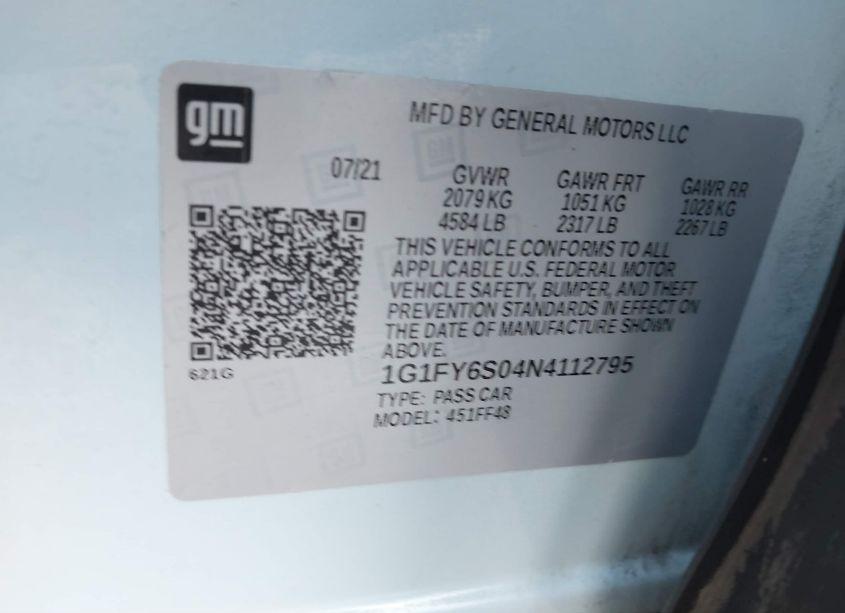 gm
MFD BY GENERAL MOTORS LLC
07/21
GVWR GAWR FRT GAWR RR
2079 KG 1051 KG 1028 KG
4584 LB 2317 LB 2267 LB
THIS VEHICLE CONFORMS TO ALL
APPLICABLE U.S. FEDERAL MOTOR
VEHICLE SAFETY, BUMPER, AND THEFT
PREVENTION STANDARDS IN EFFECT ON
THE DATE OF MANUFACTURE SHOWN
ABOVE.
621G
1G1FY6S04N4112795
TYPE: PASS CAR
MODEL: 451FF48